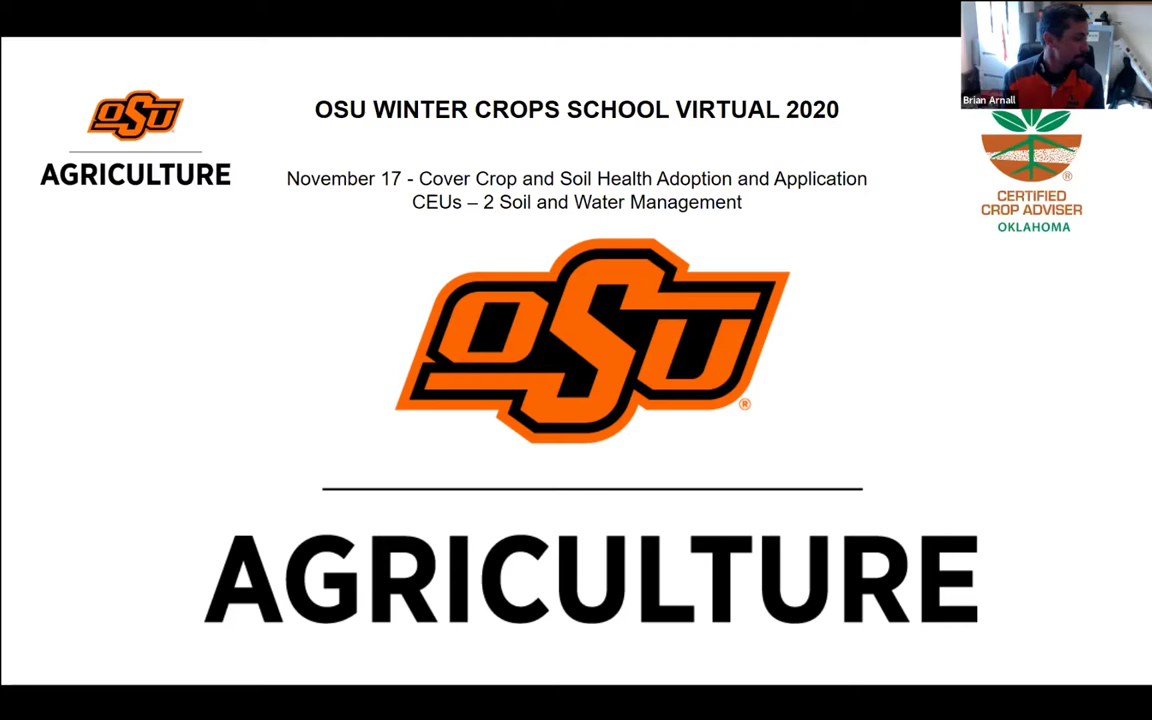 OSU
AGRICULTURE
OSU WINTER CROPS SCHOOL VIRTUAL 2020
November 17 - Cover Crop and Soil Health Adoption and Application
CEUs – 2 Soil and Water Management
Brian Arnall
®
CERTIFIED
CROP ADVISER
OKLAHOMA
OSU
®
AGRICULTURE